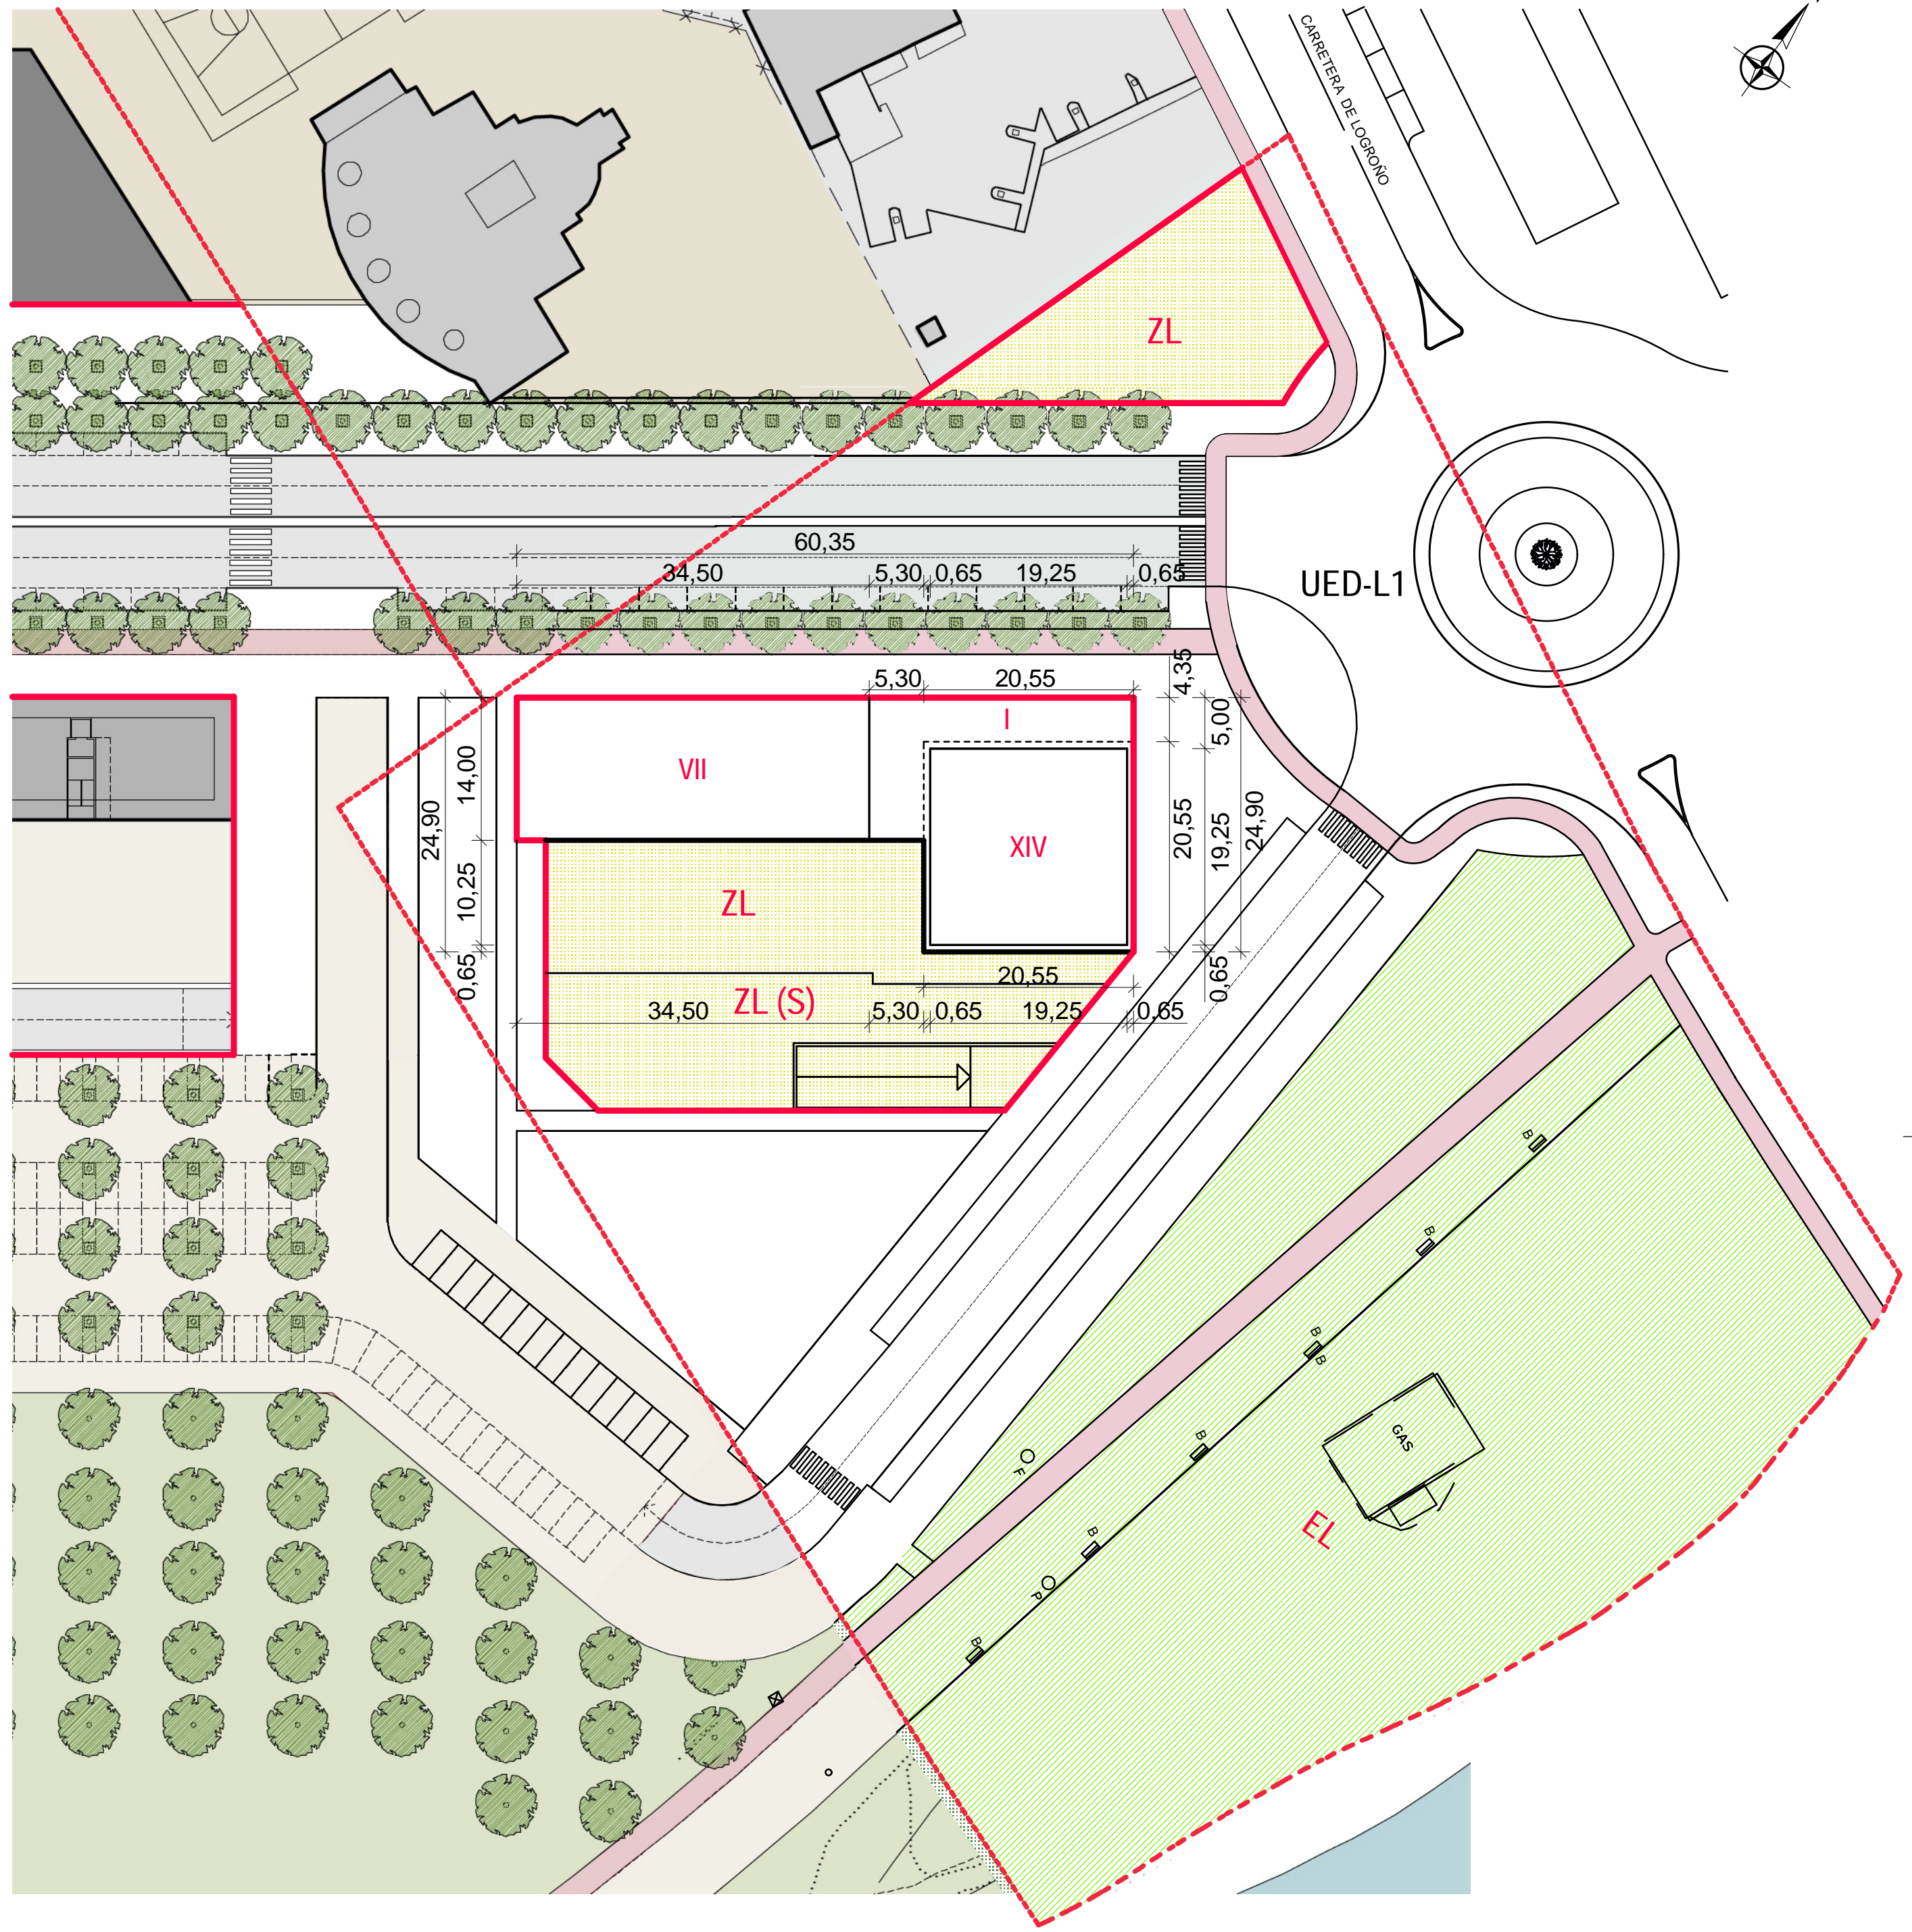 CARRETERA DE LOGROÑO
ZL
60,35
34,50 5,30 0,65 19,25 0,65
UED-L1
5,30 20,55 4,35
I
5,00
VII
14,00
24,90
XIV
20,55
19,25
24,90
ZL
10,25
0,65
20,55
0,65
ZL (S)
34,50 5,30 0,65 19,25 0,65
B
B
B
B
B
GAS
F
B
P
EL
B